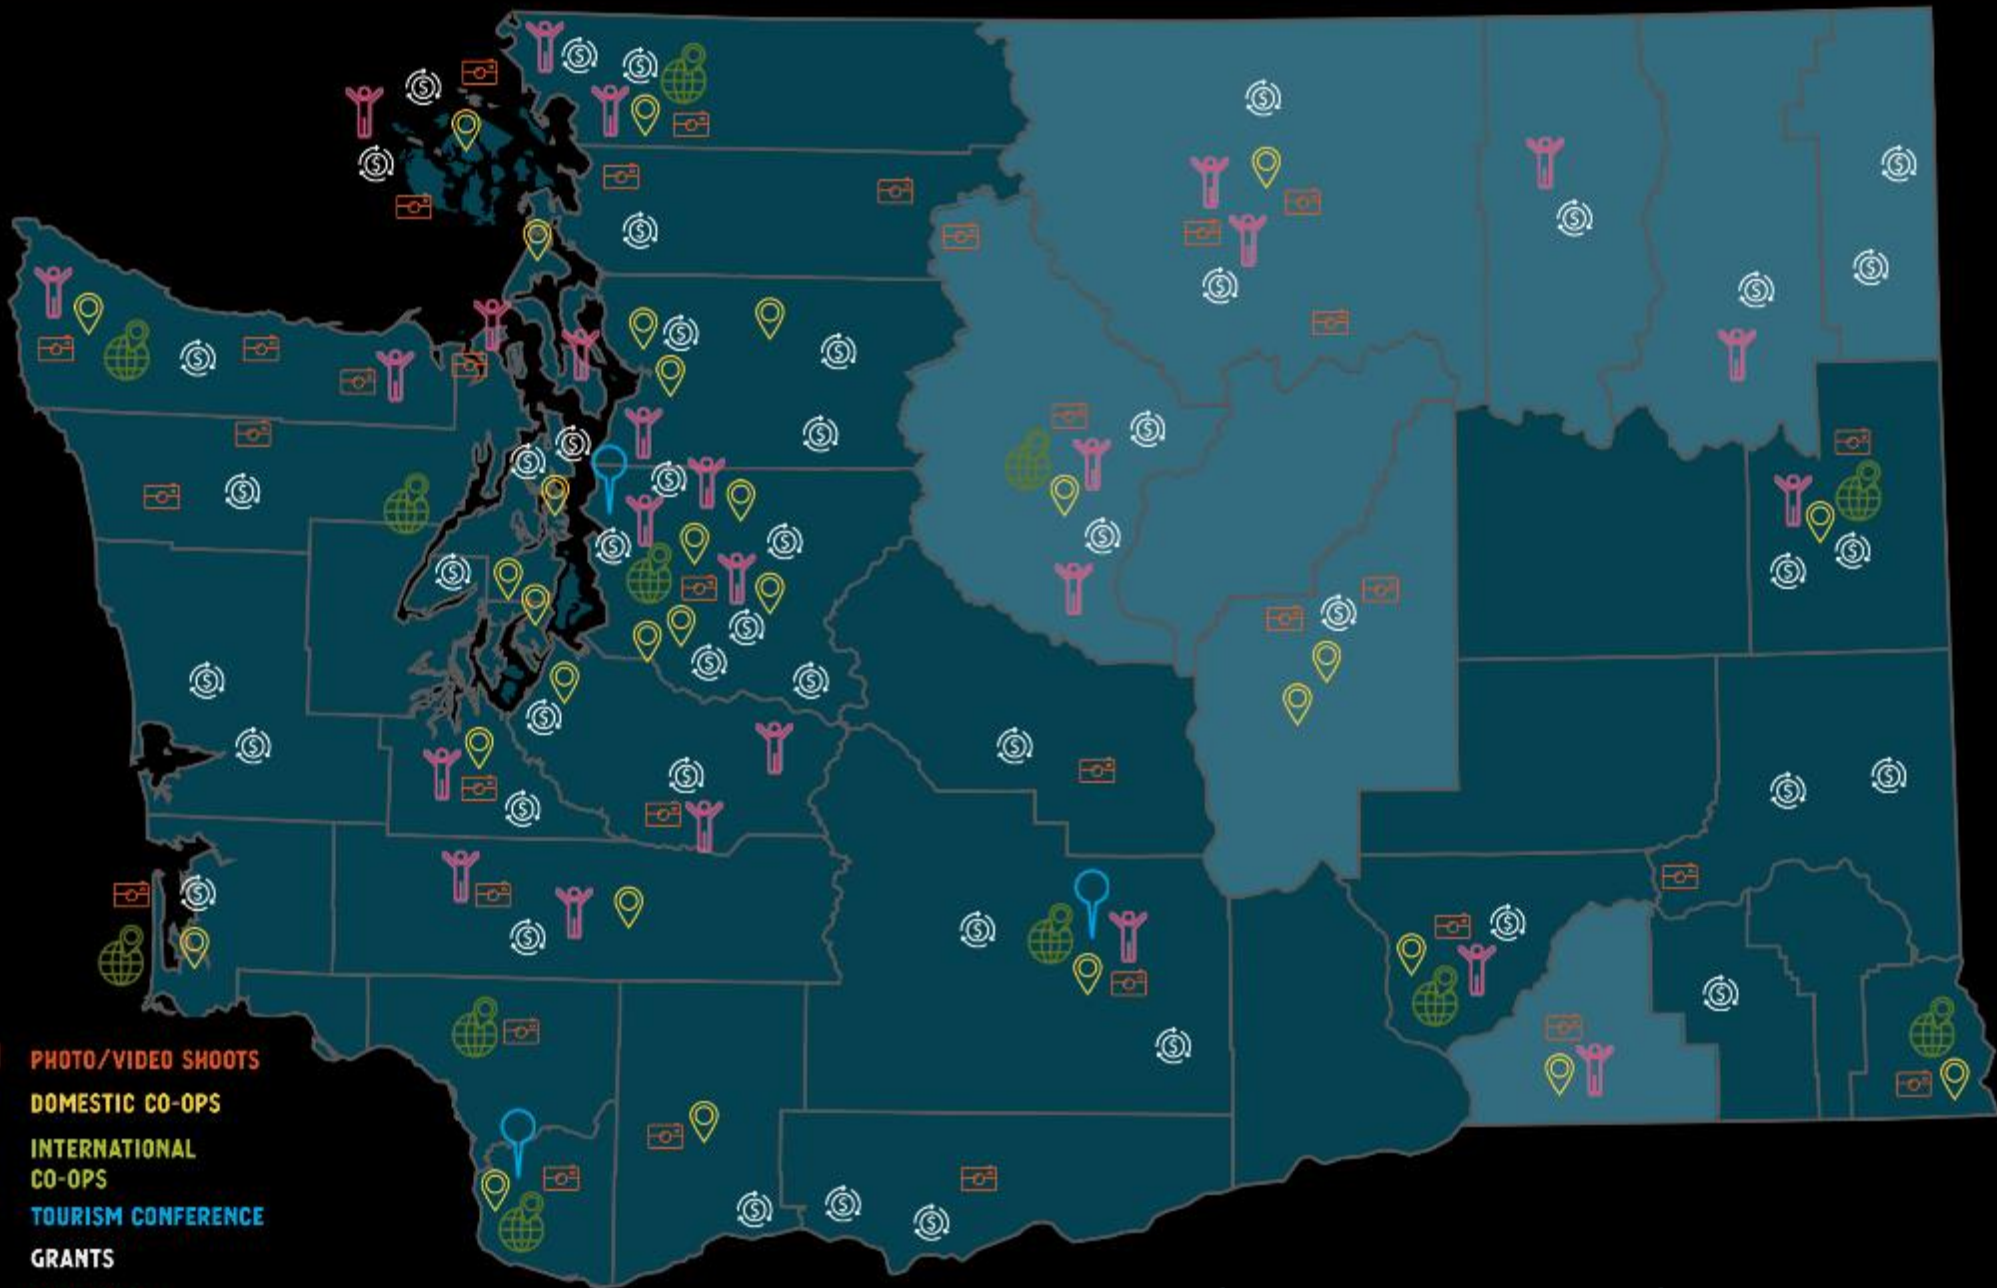 PHOTO/VIDEO SHOOTS
DOMESTIC CO-OPS
INTERNATIONAL
CO-OPS
TOURISM CONFERENCE
GRANTS